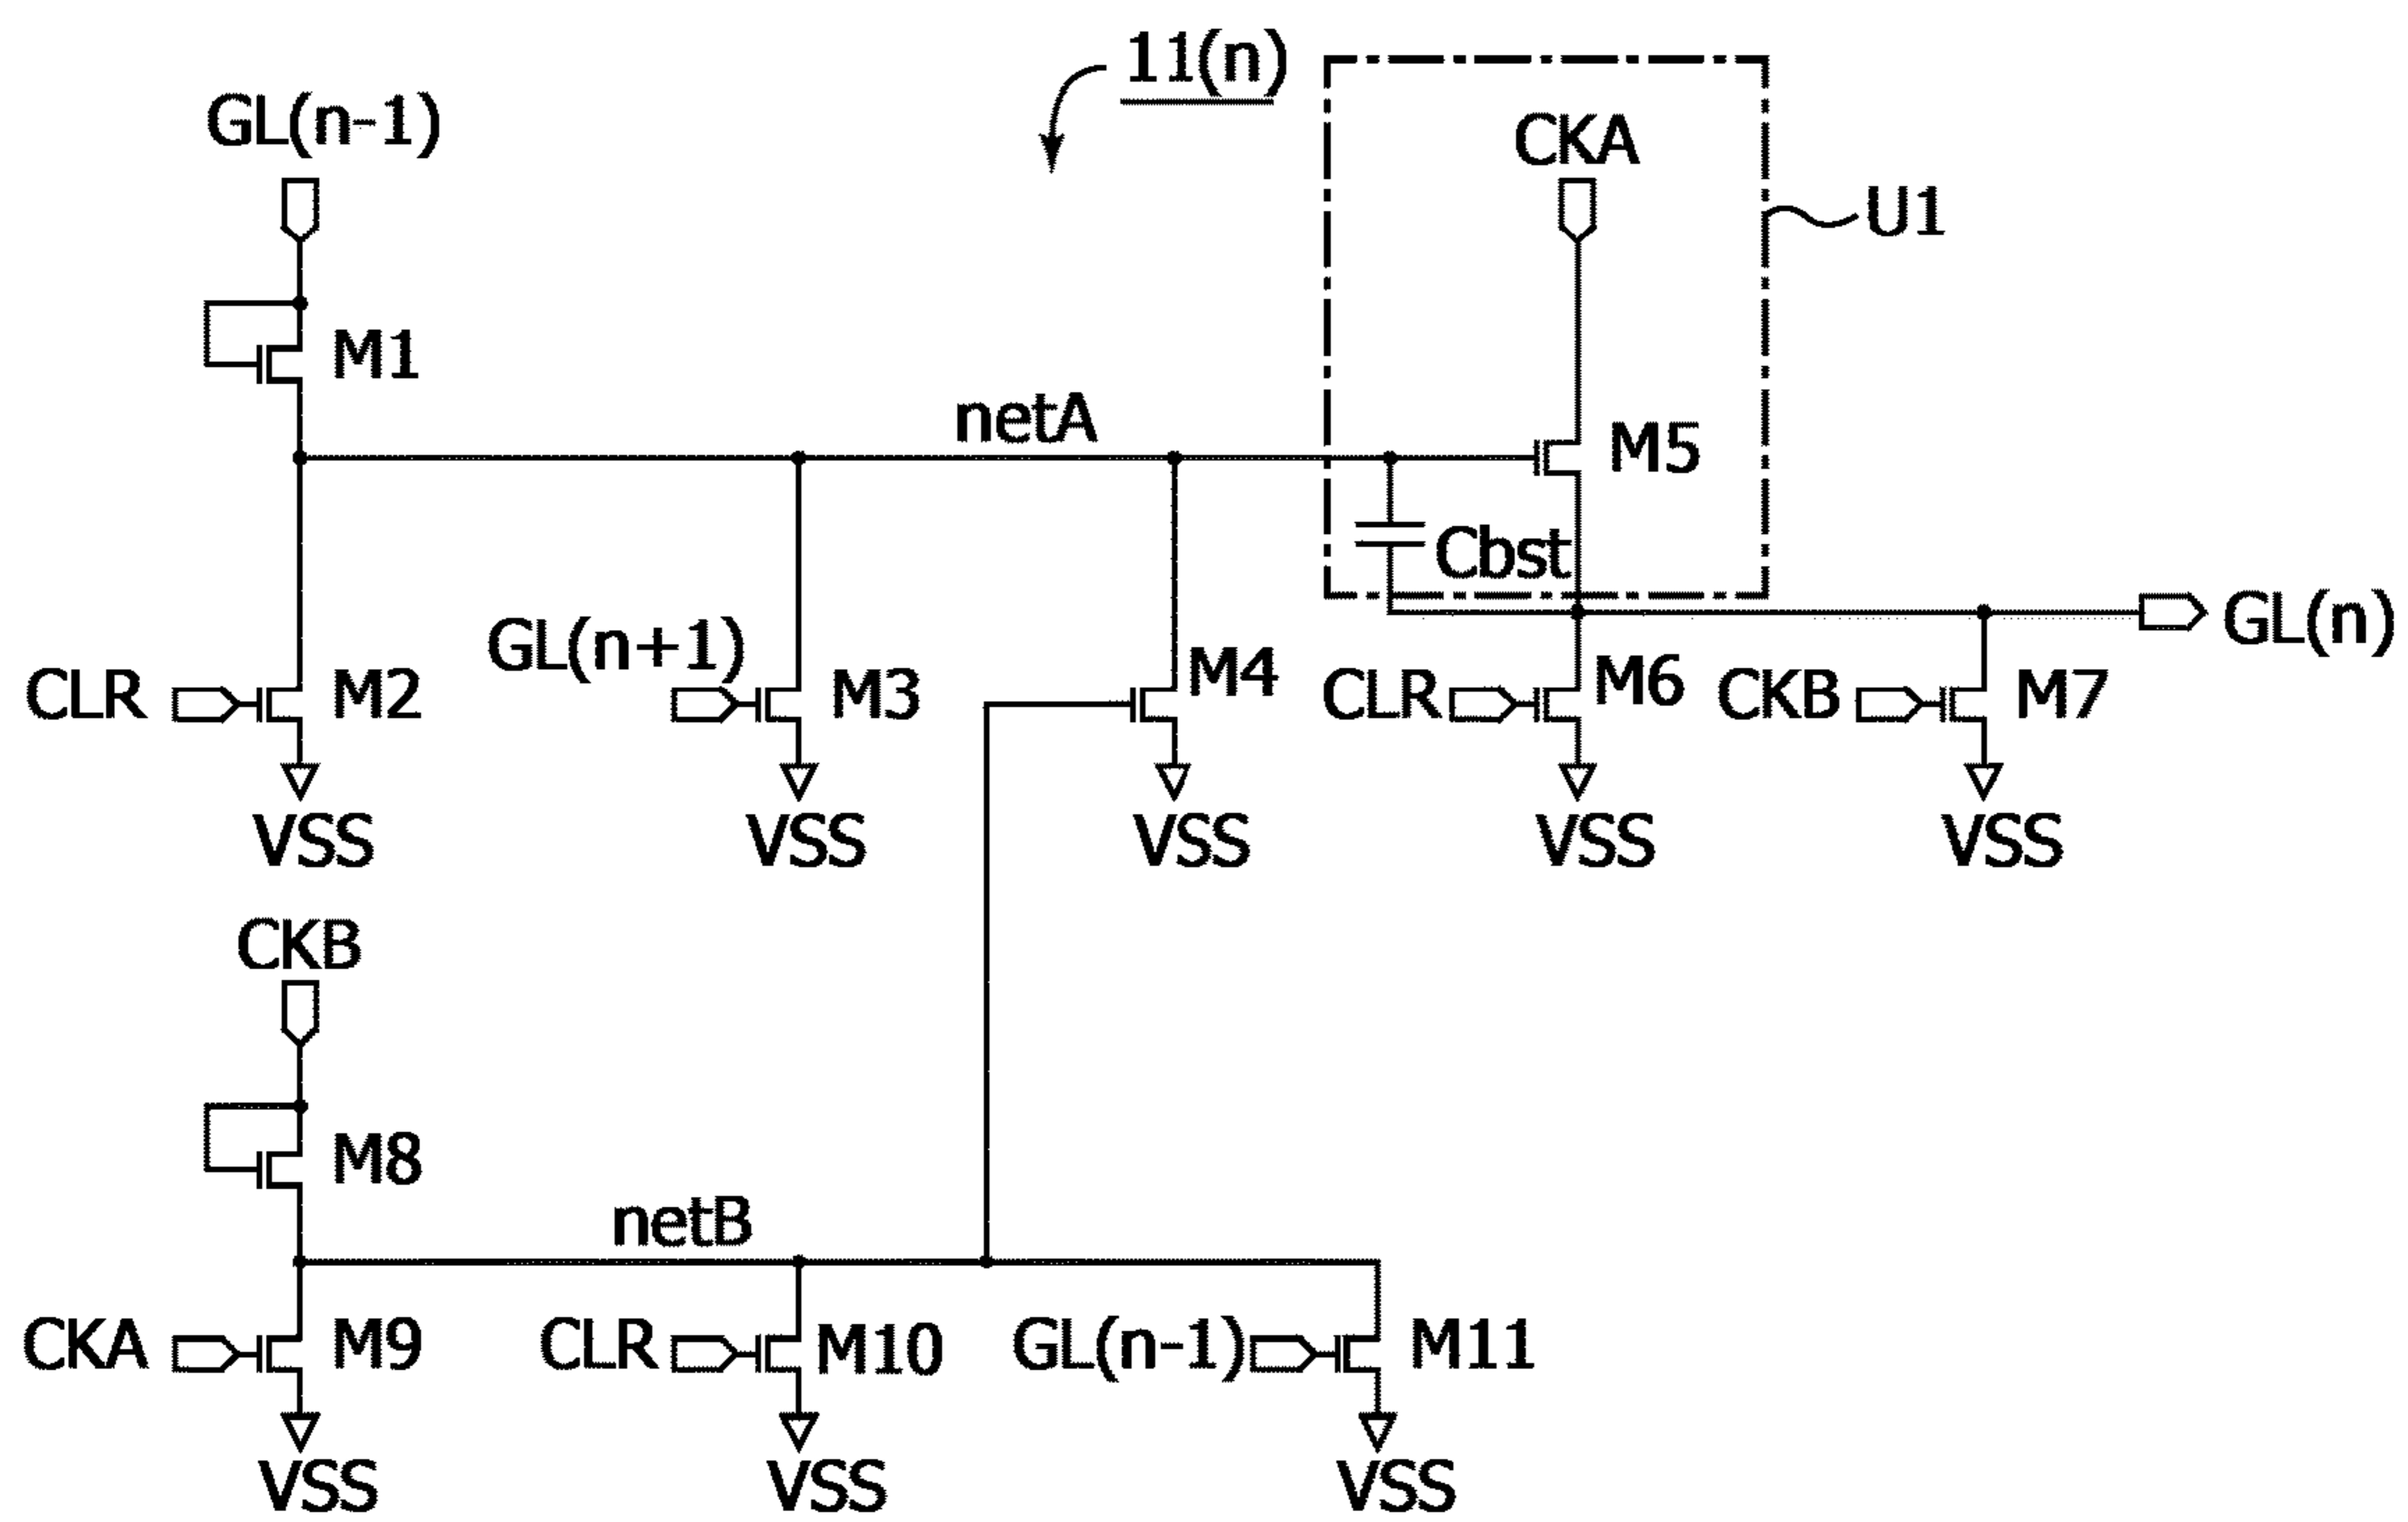 11(n)
GL(n-1)
CKA
U1
M1
netA
M5
Cbst
GL(n)
GL(n+1)
CLR
M2
M3
M4
CLR
M6
CKB
M7
VSS
VSS
VSS
VSS
VSS
CKB
M8
netB
CKA
M9
CLR
M10
GL(n-1)
M11
VSS
VSS
VSS